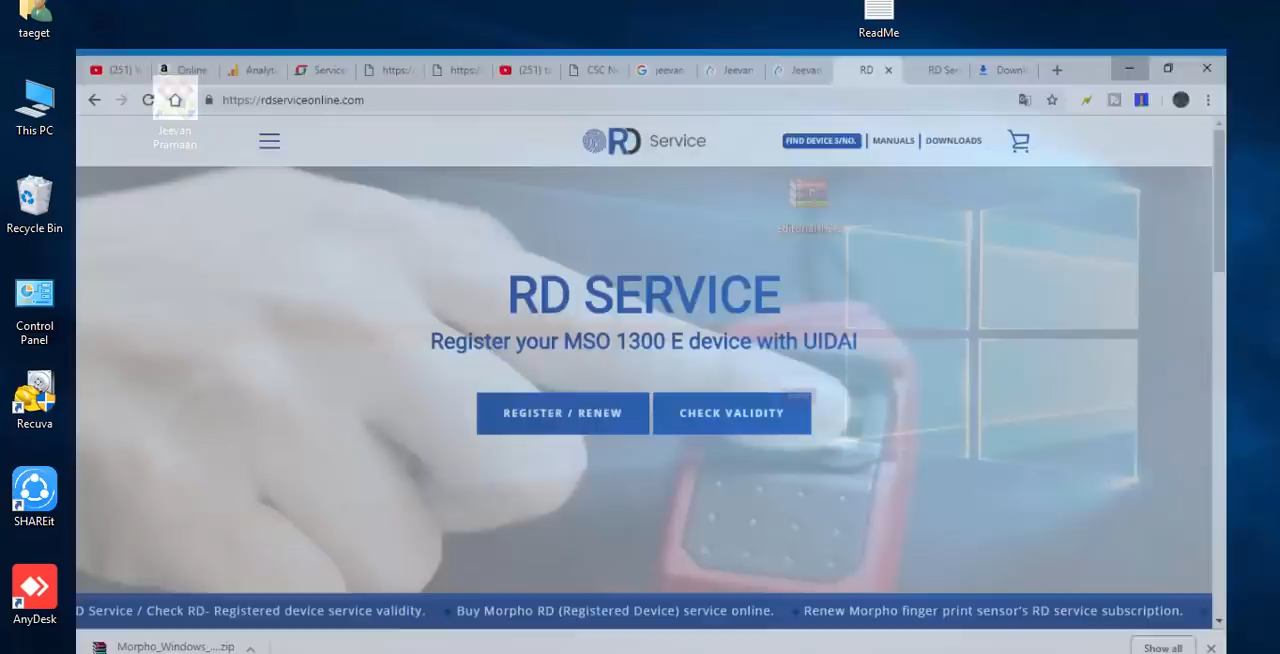 taeget
ReadMe
This PC
Recycle Bin
Control
Panel
Recuva
SHAREit
AnyDesk
Jeevan
Pramaan
(251)
Online
Analyt
Service
https:/
https:/
(251) t
CSC N
jeevan
Jeevan
Jeevan
RD
RD Ser
Downl
https://rdserviceonline.com
RD Service
FIND DEVICE S/NO.
MANUALS
DOWNLOADS
RD SERVICE
Register your MSO 1300 E device with UIDAI
REGISTER / RENEW
CHECK VALIDITY
D Service / Check RD- Registered device service validity.
Buy Morpho RD (Registered Device) service online.
Renew Morpho finger print sensor's RD service subscription.
Morpho_Windows_....zip
Show all